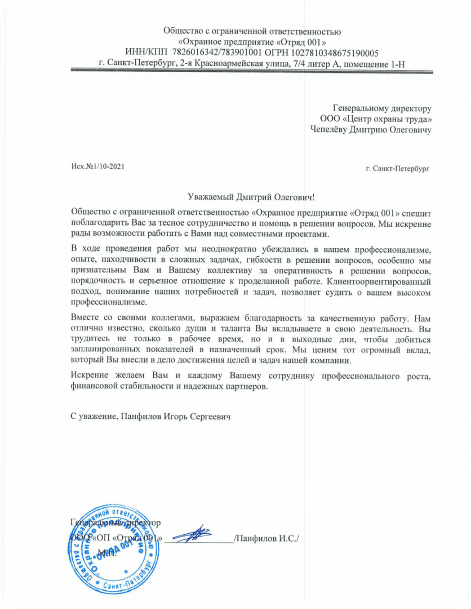 Общество с ограниченной ответственностью
«Охранное предприятие «Отряд 001»
ИНН/КПП 7826016342/783901001 ОГРН 1027810348675190005
г. Санкт-Петербург, 2-я Красноармейская улица, 7/4 литер А, помещение 1-Н
Генеральному директору
ООО «Центр охраны труда»
Чепелёву Дмитрию Олеговичу
Исх.№1/10-2021
г. Санкт-Петербург
Уважаемый Дмитрий Олегович!
Общество с ограниченной ответственностью «Охранное предприятие «Отряд 001» спешит
поблагодарить Вас за тесное сотрудничество и помощь в решении вопросов. Мы искренне
рады возможности работать с Вами над совместными проектами.
В ходе проведения работ мы неоднократно убеждались в вашем профессионализме,
опыте, находчивости в сложных задачах, гибкости в решении вопросов, особенно мы
признательны Вам и Вашему коллективу за оперативность в решении вопросов,
порядочность и серьезное отношение к проделанной работе. Клиентоориентированный
подход, понимание наших потребностей и задач, позволяет судить о вашем высоком
профессионализме.
Вместе со своими коллегами, выражаем благодарность за качественную работу. Нам
отлично известно, сколько души и таланта Вы вкладываете в свою деятельность. Вы
трудитесь не только в рабочее время, но и в выходные дни, чтобы добиться
запланированных показателей в назначенный срок. Мы ценим тот огромный вклад,
который Вы внесли в дело достижения целей и задач нашей компании.
Искренне желаем Вам и каждому Вашему сотруднику профессионального роста,
финансовой стабильности и надежных партнеров.
С уважение, Панфилов Игорь Сергеевич
Генеральный директор
ООО «ОП «Отряд 001» /Панфилов И.С./
М.П.
Общество с ограниченной ответственностью
Охранное предприятие
«ОТРЯД 001»
Санкт-Петербург